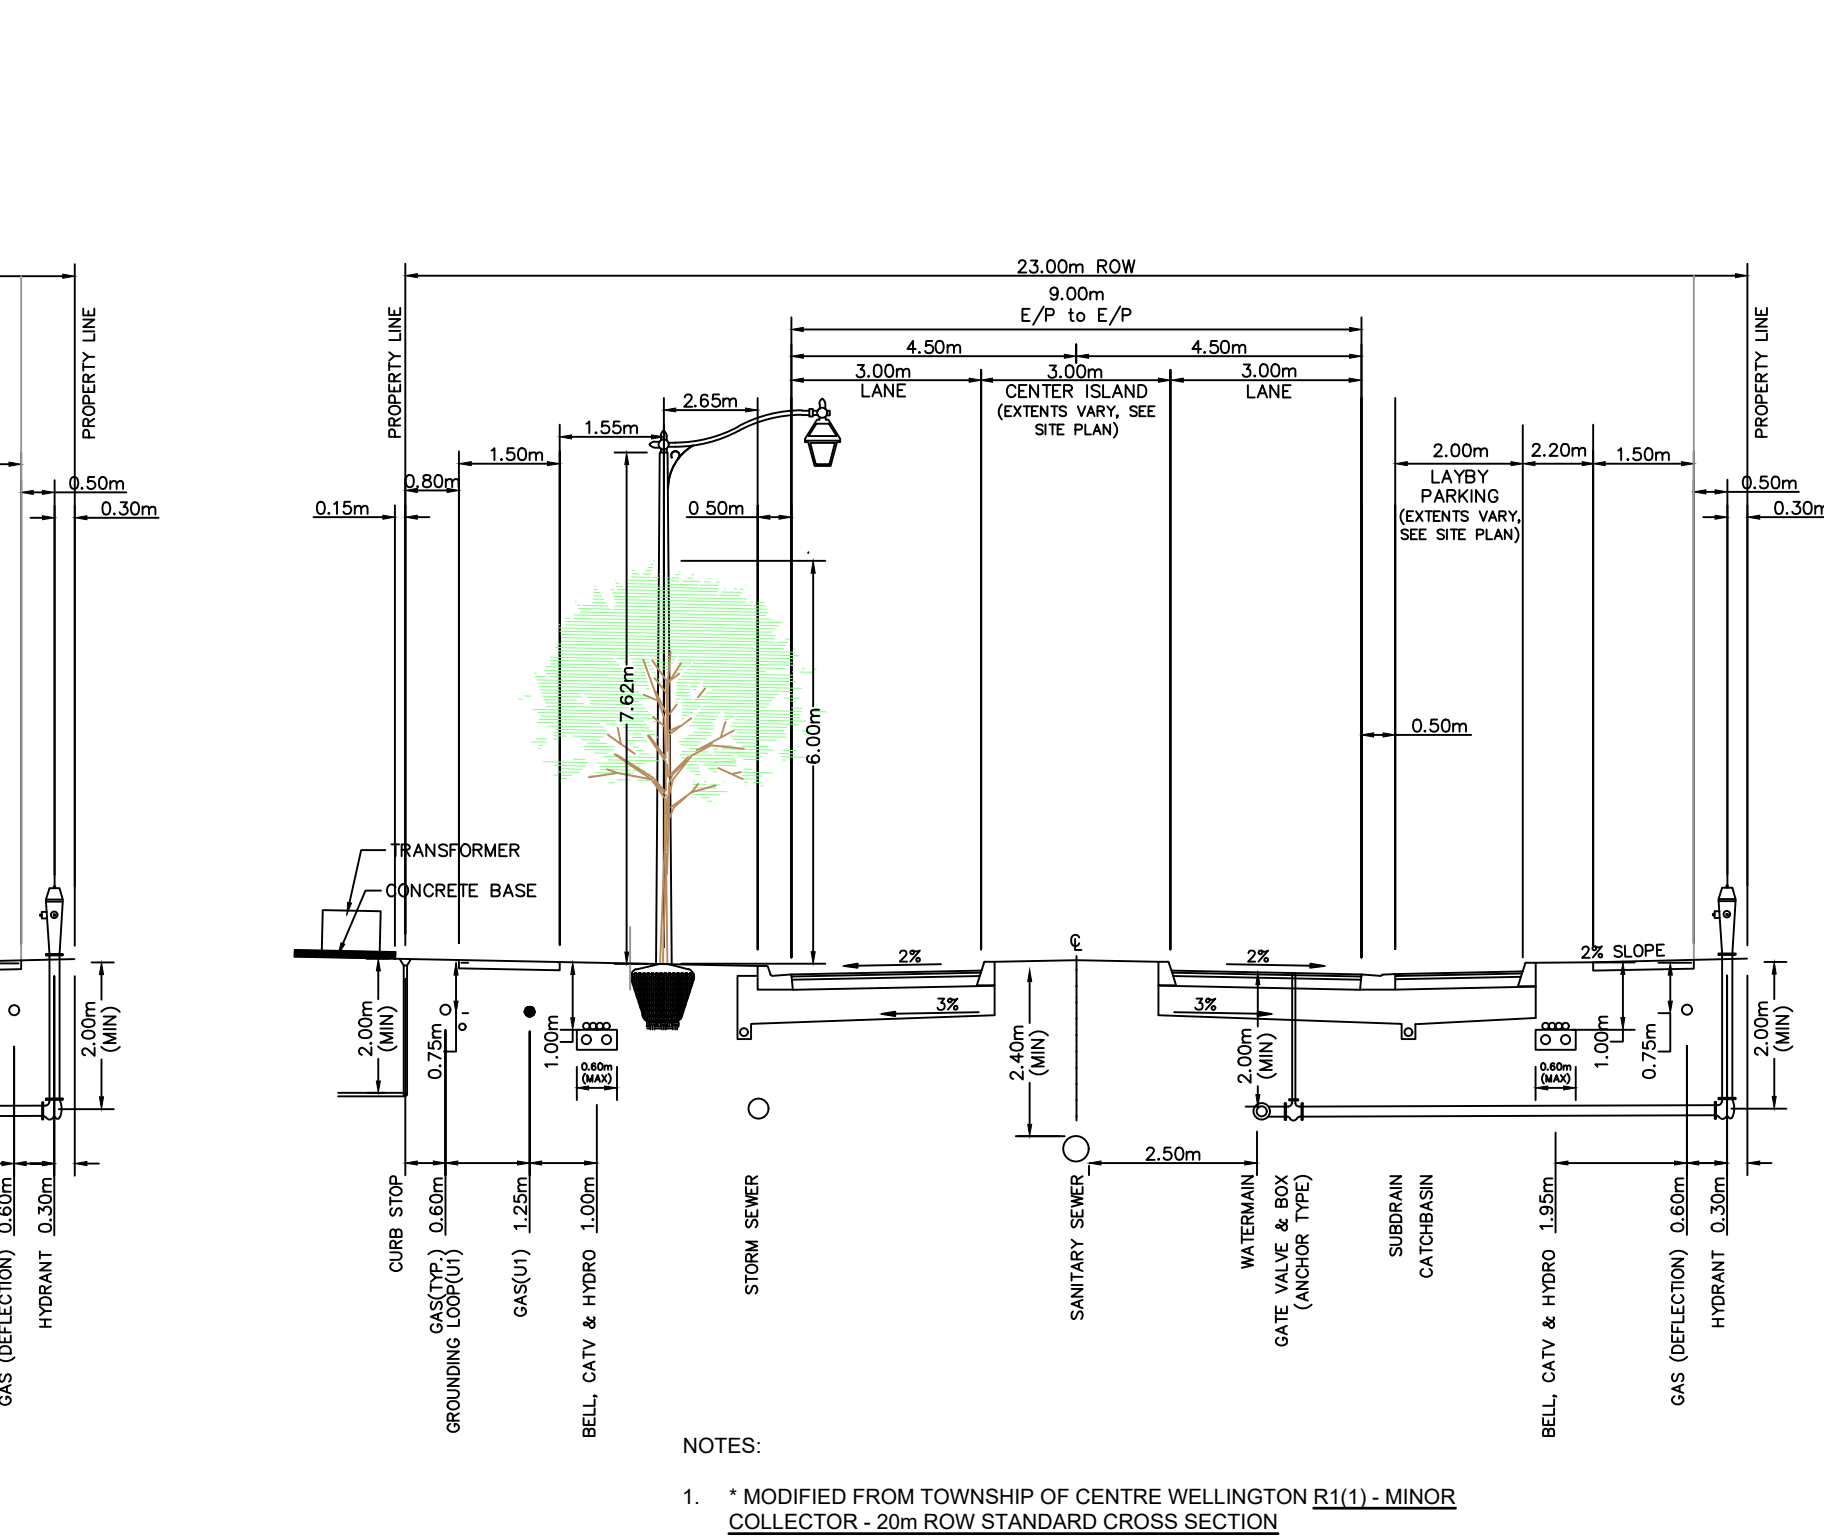 23.00m ROW
9.00m
E/P to E/P
4.50m
4.50m
3.00m
LANE
3.00m
CENTER ISLAND
(EXTENTS VARY, SEE
SITE PLAN)
3.00m
LANE
PROPERTY LINE
PROPERTY LINE
PROPERTY LINE
2.65m
1.55m
1.50m
0.80m
0.15m
0 50m
2.00m
LAYBY
PARKING
(EXTENTS VARY,
SEE SITE PLAN)
2.20m
1.50m
0.50m
0.30m
0.50m
0.30m
7.62m
6.00m
0.50m
TRANSFORMER
CONCRETE BASE
2%
2%
2% SLOPE
3%
3%
2.00m
(MIN)
2.00m
(MIN)
0.75m
1.00m
0.60m
(MAX)
2.40m
(MIN)
2.00m
(MIN)
0.60m
(MAX)
1.00m
0.75m
2.00m
(MIN)
2.50m
GAS (DEFLECTION) 0.60m
HYDRANT 0.30m
CURB STOP
GAS(TYP.) 0.60m
GROUNDING LOOP(U1)
GAS(U1) 1.25m
BELL, CATV & HYDRO 1.00m
STORM SEWER
SANITARY SEWER
WATERMAIN
GATE VALVE & BOX
(ANCHOR TYPE)
SUBDRAIN
CATCHBASIN
BELL, CATV & HYDRO 1.95m
GAS (DEFLECTION) 0.60m
HYDRANT 0.30m
NOTES:
1. * MODIFIED FROM TOWNSHIP OF CENTRE WELLINGTON R1(1) - MINOR
COLLECTOR - 20m ROW STANDARD CROSS SECTION